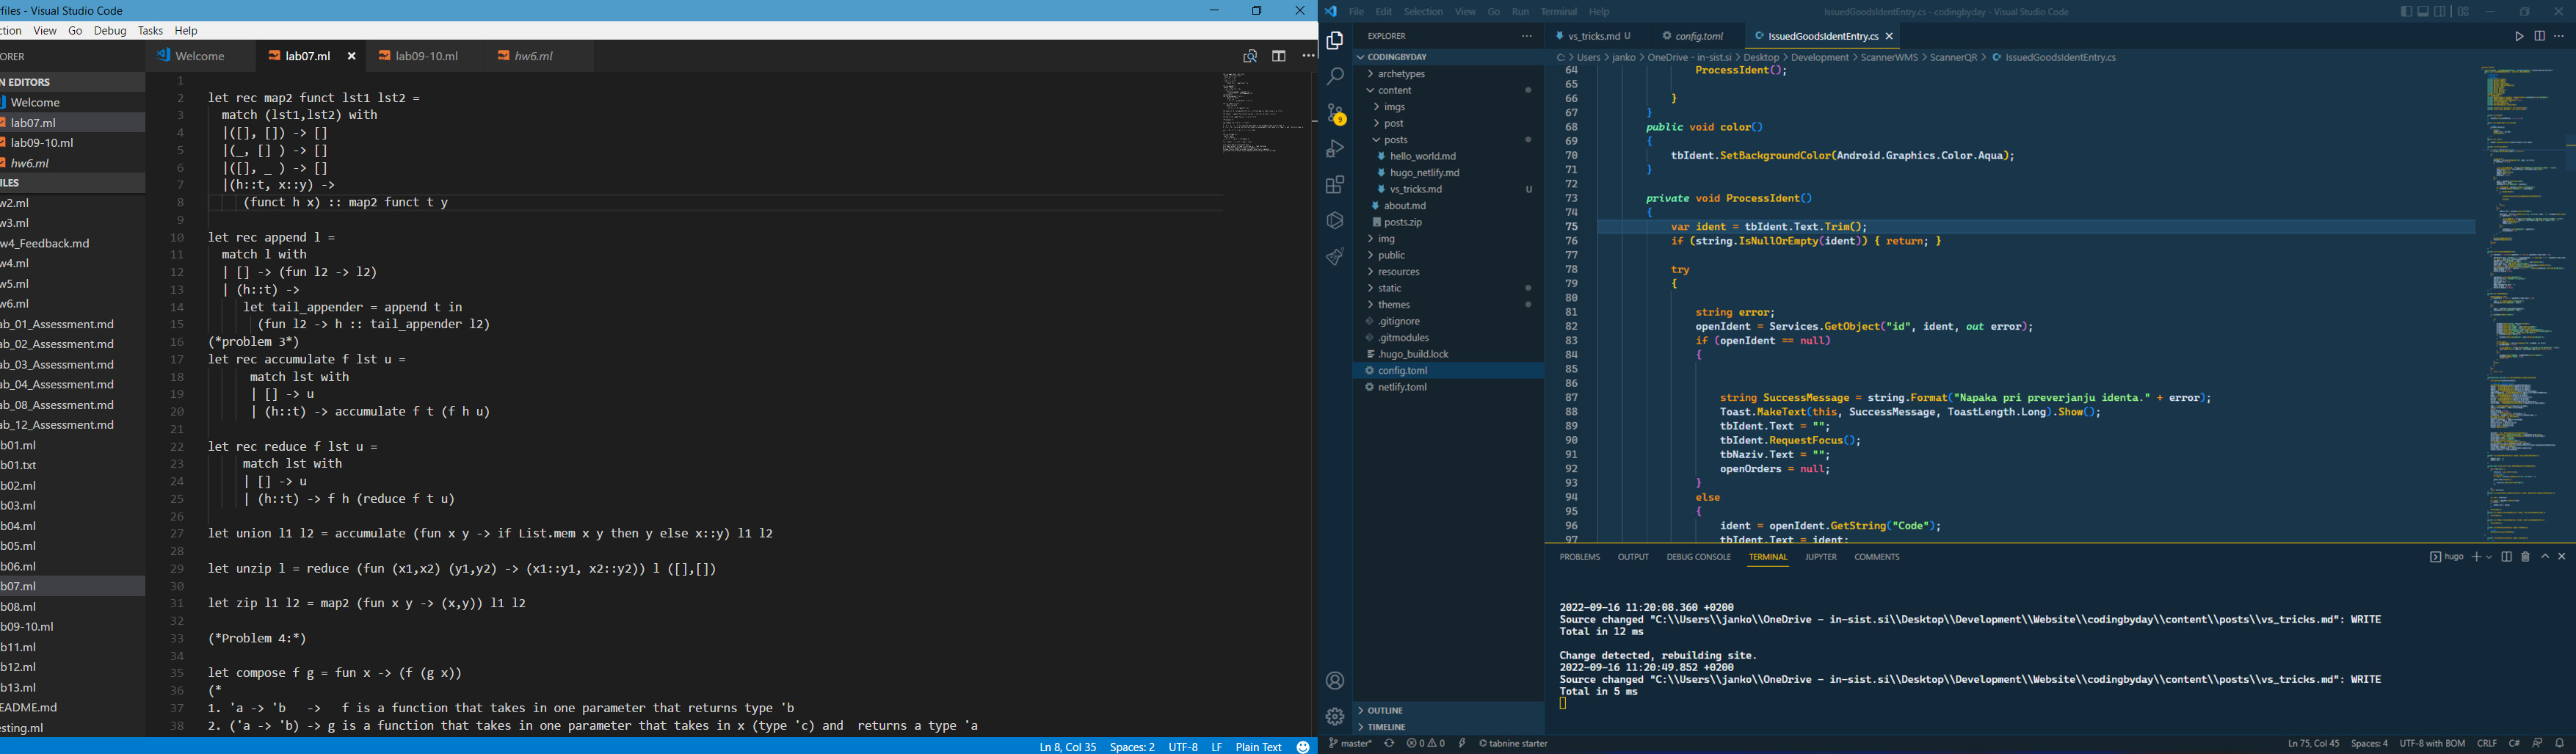 files - Visual Studio Code
ction View Go Debug Tasks Help
ORER
N EDITORS
Welcome
lab07.ml
lab09-10.ml
hw6.ml
ILES
w2.ml
w3.ml
w4_Feedback.md
w4.ml
w5.ml
w6.ml
ab_01_Assessment.md
ab_02_Assessment.md
ab_03_Assessment.md
ab_04_Assessment.md
ab_08_Assessment.md
ab_12_Assessment.md
b01.ml
b01.txt
b02.ml
b03.ml
b04.ml
b05.ml
b06.ml
b07.ml
b08.ml
b09-10.ml
b11.ml
b12.ml
b13.ml
EADME.md
esting.ml
Welcome lab07.ml lab09-10.ml hw6.ml
1
2 let rec map2 funct lst1 lst2 =
3 match (lst1,lst2) with
4 |([], []) -> []
5 |(_, [] ) -> []
6 |([], _ ) -> []
7 |(h::t, x::y) ->
8 (funct h x) :: map2 funct t y
9
10 let rec append l =
11 match l with
12 | [] -> (fun l2 -> l2)
13 | (h::t) ->
14 let tail_appender = append t in
15 (fun l2 -> h :: tail_appender l2)
16 (*problem 3*)
17 let rec accumulate f lst u =
18 match lst with
19 | [] -> u
20 | (h::t) -> accumulate f t (f h u)
21
22 let rec reduce f lst u =
23 match lst with
24 | [] -> u
25 | (h::t) -> f h (reduce f t u)
26
27 let union l1 l2 = accumulate (fun x y -> if List.mem x y then y else x::y) l1 l2
28
29 let unzip l = reduce (fun (x1,x2) (y1,y2) -> (x1::y1, x2::y2)) l ([],[])
30
31 let zip l1 l2 = map2 (fun x y -> (x,y)) l1 l2
32
33 (*Problem 4:*)
34
35 let compose f g = fun x -> (f (g x))
36 (*
37 1. 'a -> 'b -> f is a function that takes in one parameter that returns type 'b
38 2. ('a -> 'b) -> g is a function that takes in one parameter that takes in x (type 'c) and returns a type 'a
Ln 8, Col 35 Spaces: 2 UTF-8 LF Plain Text
File Edit Selection View Go Run Terminal Help IssuedGoodsIdentEntry.cs - codingbyday - Visual Studio Code
9
EXPLORER
CODINGBYDAY
archetypes
content
imgs
post
posts
hello_world.md
hugo_netlify.md
vs_tricks.md U
about.md
posts.zip
img
public
resources
static
themes
.gitignore
.gitmodules
.hugo_build.lock
config.toml
netlify.toml
OUTLINE
TIMELINE
vs_tricks.md U config.toml IssuedGoodsIdentEntry.cs
C: > Users > janko > OneDrive - in-sist.si > Desktop > Development > ScannerWMS > ScannerQR > IssuedGoodsIdentEntry.cs
64 ProcessIdent();
65
66 }
67 }
68 public void color()
69 {
70 tbIdent.SetBackgroundColor(Android.Graphics.Color.Aqua);
71 }
72
73 private void ProcessIdent()
74 {
75 var ident = tbIdent.Text.Trim();
76 if (string.IsNullOrEmpty(ident)) { return; }
77
78 try
79 {
80
81 string error;
82 openIdent = Services.GetObject("id", ident, out error);
83 if (openIdent == null)
84 {
85
86
87 string SuccessMessage = string.Format("Napaka pri preverjanju identa." + error);
88 Toast.MakeText(this, SuccessMessage, ToastLength.Long).Show();
89 tbIdent.Text = "";
90 tbIdent.RequestFocus();
91 tbNaziv.Text = "";
92 openOrders = null;
93 }
94 else
95 {
96 ident = openIdent.GetString("Code");
97 tbIdent.Text = ident;
PROBLEMS OUTPUT DEBUG CONSOLE TERMINAL JUPYTER COMMENTS hugo
2022-09-16 11:20:08.360 +0200
Source changed "C:\\Users\\janko\\OneDrive - in-sist.si\\Desktop\\Development\\Website\\codingbyday\\content\\posts\\vs_tricks.md": WRITE
Total in 12 ms
Change detected, rebuilding site.
2022-09-16 11:20:49.852 +0200
Source changed "C:\\Users\\janko\\OneDrive - in-sist.si\\Desktop\\Development\\Website\\codingbyday\\content\\posts\\vs_tricks.md": WRITE
Total in 5 ms
master* 0 0 tabnine starter Ln 75, Col 45 Spaces: 4 UTF-8 with BOM CRLF C#